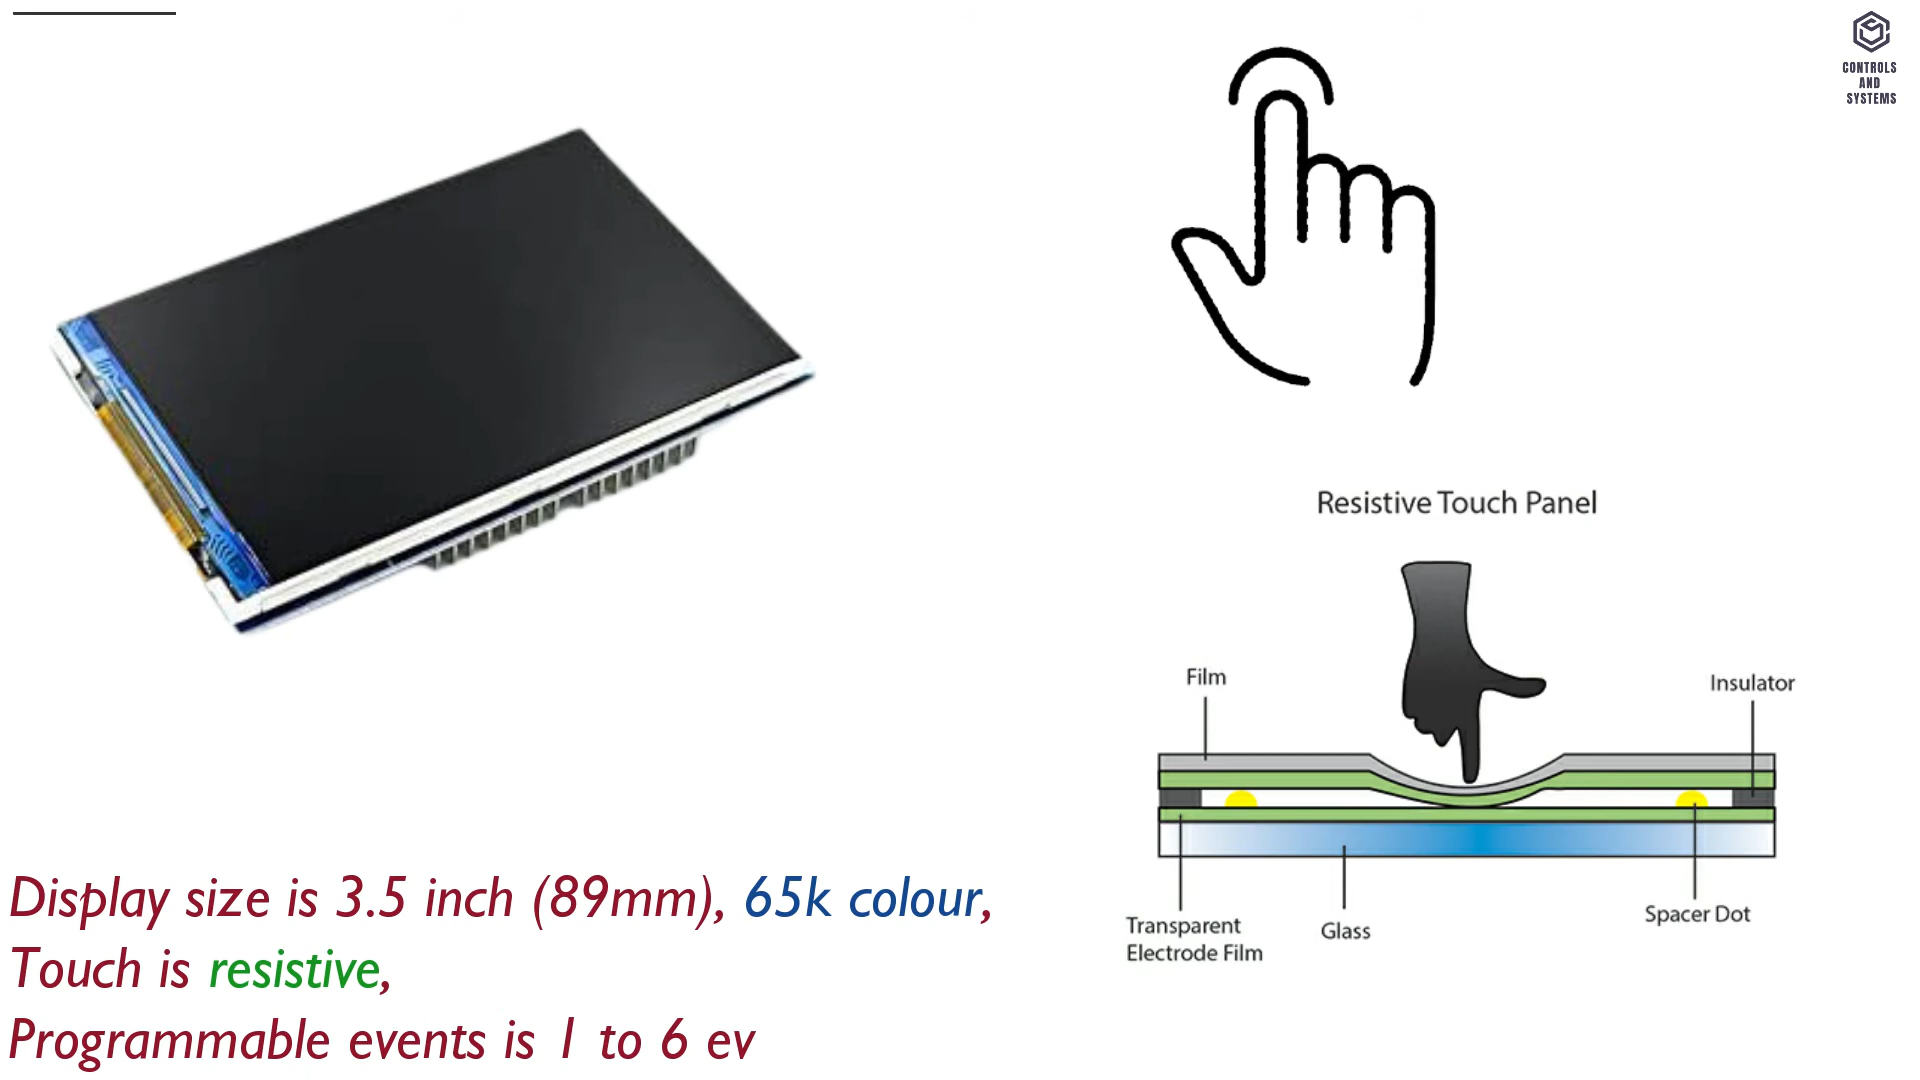 CONTROLS
AND
SYSTEMS
Resistive Touch Panel
Film
Insulator
Transparent
Electrode Film
Glass
Spacer Dot
Display size is 3.5 inch (89mm), 65k colour,
Touch is resistive,
Programmable events is 1 to 6 ev